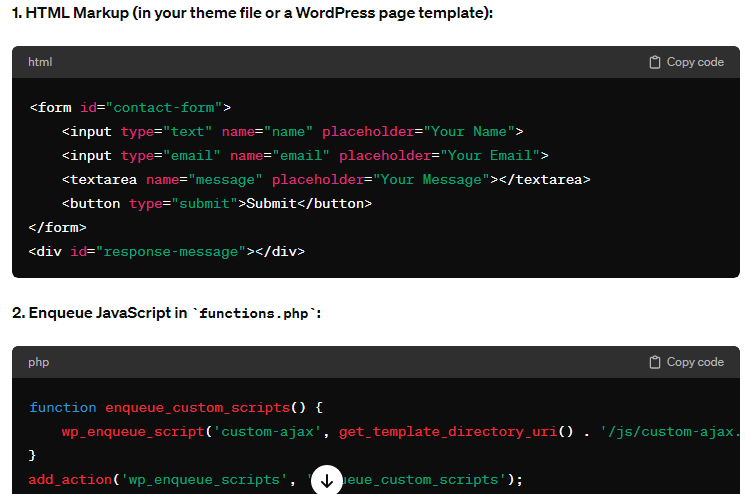 1. HTML Markup (in your theme file or a WordPress page template):
html
Copy code
<form id="contact-form">
    <input type="text" name="name" placeholder="Your Name">
    <input type="email" name="email" placeholder="Your Email">
    <textarea name="message" placeholder="Your Message"></textarea>
    <button type="submit">Submit</button>
</form>
<div id="response-message"></div>
2. Enqueue JavaScript in `functions.php`:
php
Copy code
function enqueue_custom_scripts() {
    wp_enqueue_script('custom-ajax', get_template_directory_uri() . '/js/custom-ajax.
}
add_action('wp_enqueue_scripts', eue_custom_scripts');